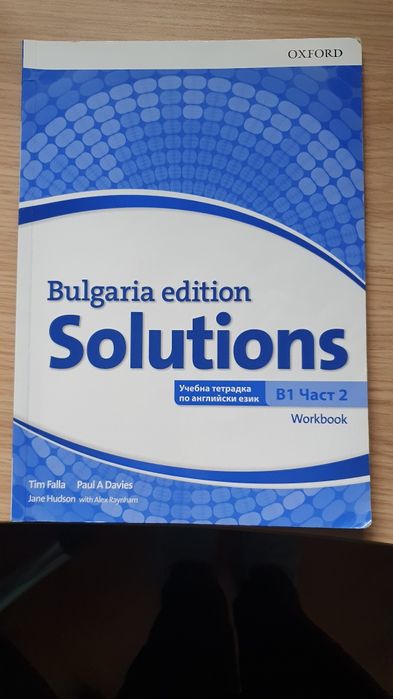 OXFORD
Bulgaria edition
Solutions
Учебна тетрадка
по английски език
B1 Част 2
Workbook
Tim Falla Paul A Davies
Jane Hudson with Alex Raynham